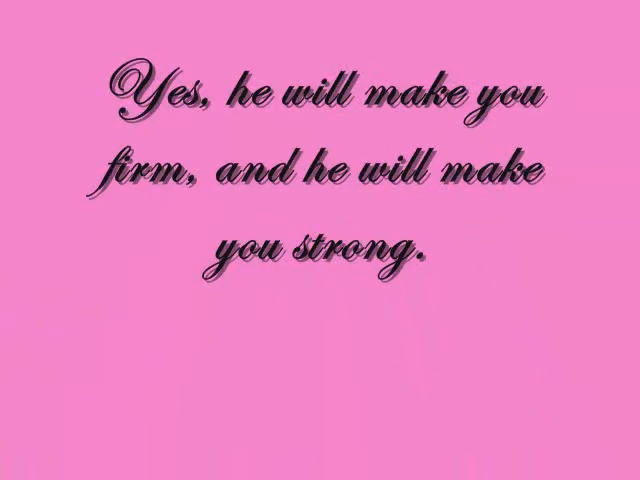 Yes, he will make you
firm, and he will make
you strong.